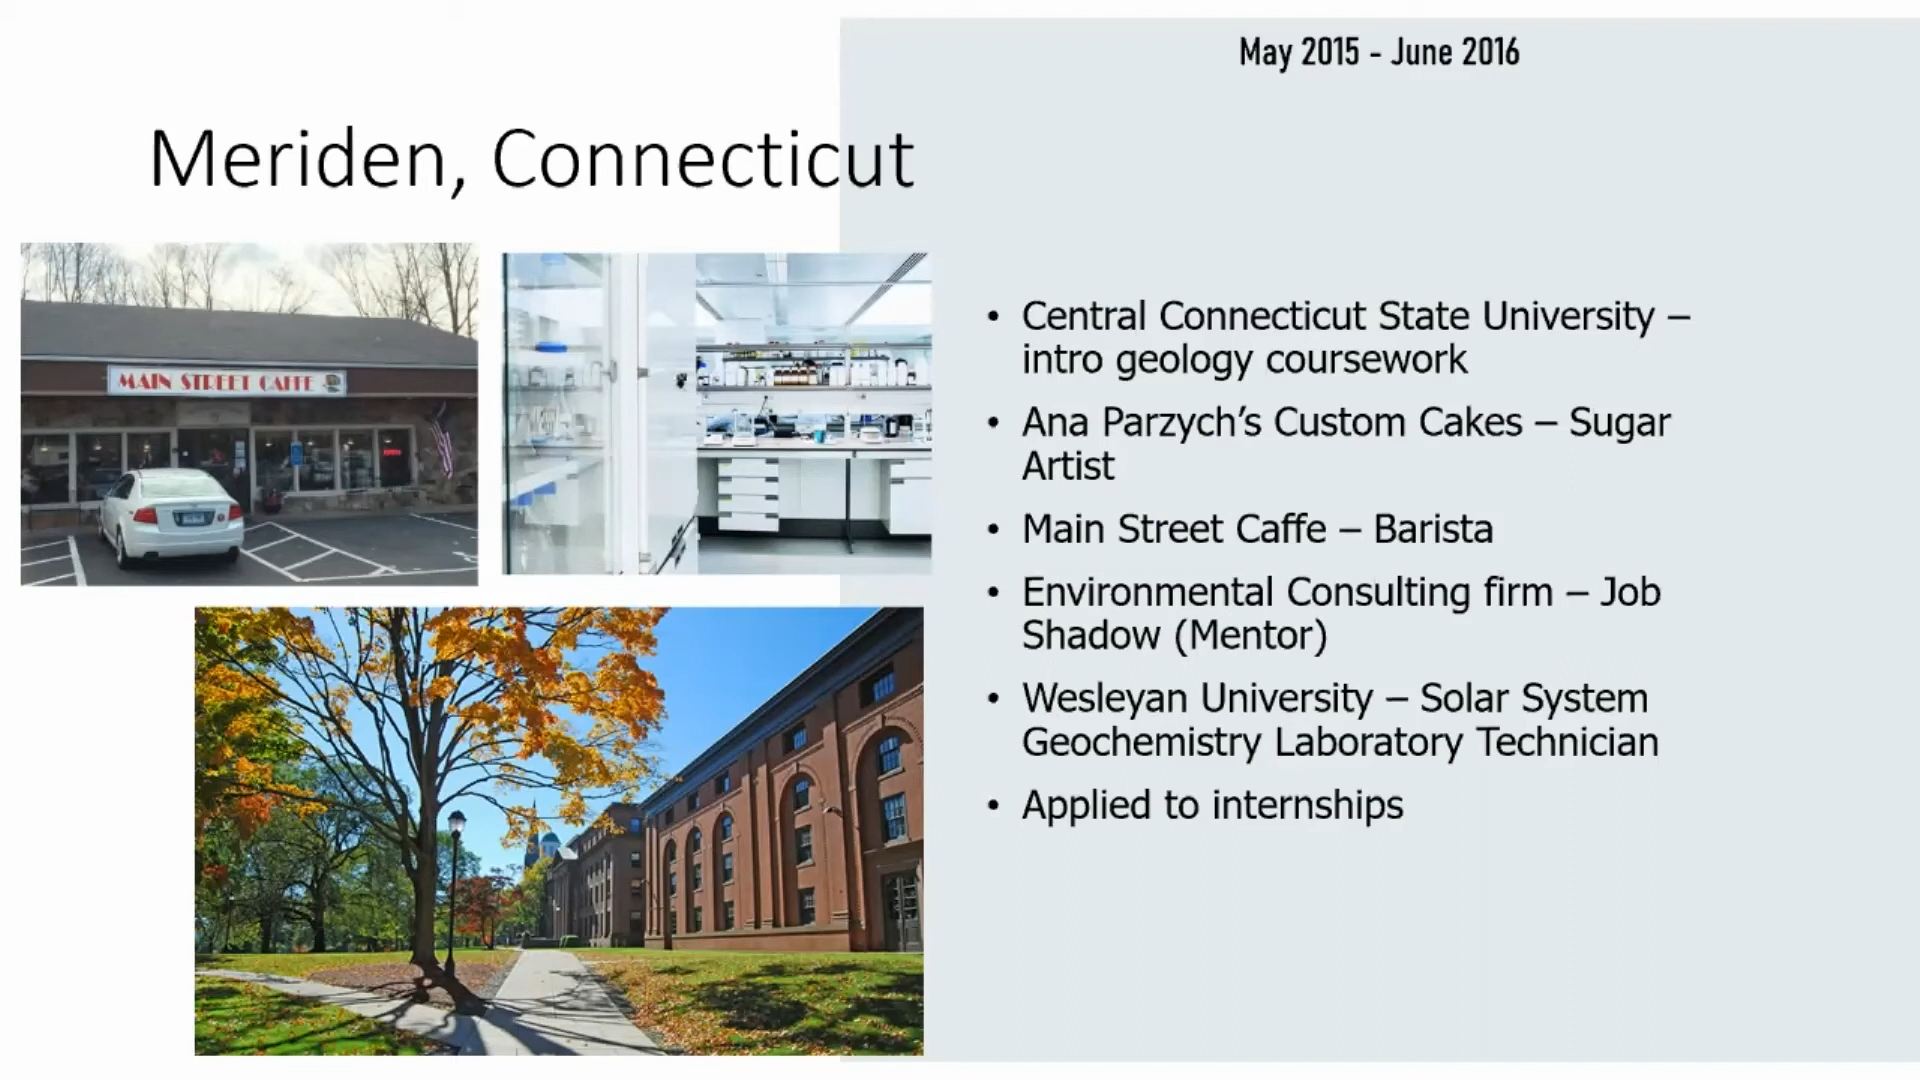 May 2015 - June 2016
Meriden, Connecticut
MAIN STREET CAFFE
• Central Connecticut State University –
intro geology coursework
• Ana Parzych’s Custom Cakes – Sugar
Artist
• Main Street Caffe – Barista
• Environmental Consulting firm – Job
Shadow (Mentor)
• Wesleyan University – Solar System
Geochemistry Laboratory Technician
• Applied to internships